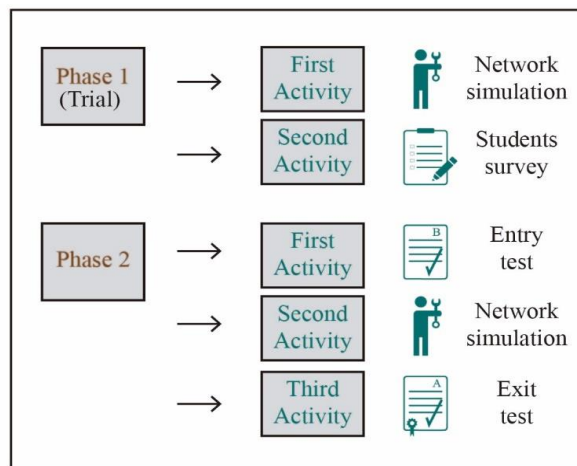 Phase 1
(Trial)
First
Activity
Network
simulation
Second
Activity
Students
survey
Phase 2
First
Activity
B
Entry
test
Second
Activity
Network
simulation
Third
Activity
A
Exit
test